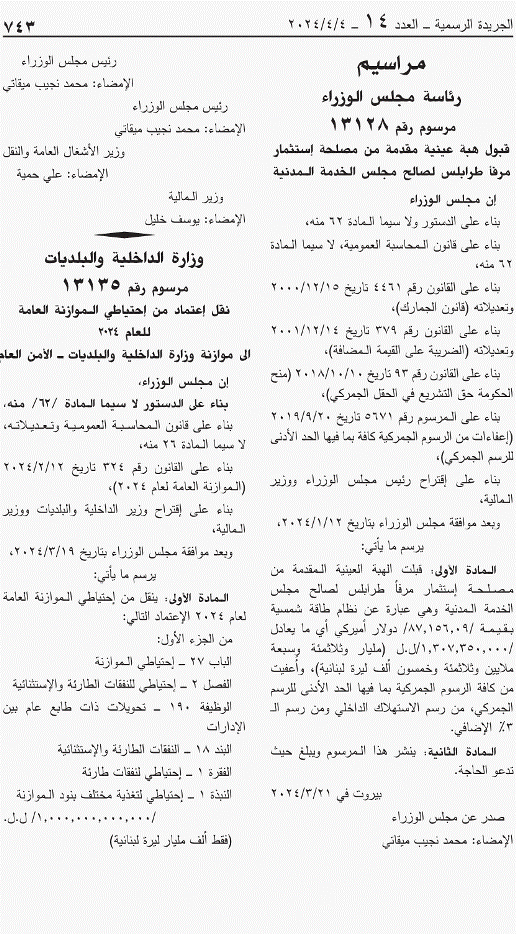 الجريدة الرسمية ــ العدد ١٤ ــ ٢٠٢٤/٤/٤
٧٤٣
مراسيم
رئاسة مجلس الوزراء
مرسوم رقم ١٣١٢٨
قبول هبة عينية مقدمة من مصلحة إستثمار
مرفأ طرابلس لصالح مجلس الخدمة المدنية
إن مجلس الوزراء
بناء على الدستور ولا سيما المادة ٦٢ منه،
بناء على قانون المحاسبة العمومية، لا سيما المادة
٦٢ منه،
بناء على القانون رقم ٤٤٦١ تاريخ ٢٠٠٠/١٢/١٥
وتعديلاته (قانون الجمارك)،
بناء على القانون رقم ٣٧٩ تاريخ ٢٠٠١/١٢/١٤
وتعديلاته (الضريبة على القيمة المضافة)،
بناء على القانون رقم ٩٣ تاريخ ٢٠١٨/١٠/١٠ (منح
الحكومة حق التشريع في الحقل الجمركي)،
بناء على المرسوم رقم ٥٦٧١ تاريخ ٢٠١٩/٩/٢٠
(إعفاءات من الرسوم الجمركية كافة بما فيها الحد الأدنى
للرسم الجمركي)،
بناء على إقتراح رئيس مجلس الوزراء ووزير
المالية،
وبعد موافقة مجلس الوزراء بتاريخ ٢٠٢٤/١/١٢،
يرسم ما يأتي:
المادة الأولى: قبلت الهبة العينية المقدمة من
مصلحة إستثمار مرفأ طرابلس لصالح مجلس
الخدمة المدنية وهي عبارة عن نظام طاقة شمسية
بقيمة /٨٧,١٥٦,٠٩/ دولار أميركي أي ما يعادل
/١,٣٠٧,٣٥٠,٠٠٠/ل.ل (مليار وثلاثمئة وسبعة
ملايين وثلاثمئة وخمسون ألف ليرة لبنانية)، وأعفيت
من كافة الرسوم الجمركية بما فيها الحد الأدنى للرسم
الجمركي، من رسم الاستهلاك الداخلي ومن رسم الـ
٣٪ الإضافي.
المادة الثانية: ينشر هذا المرسوم ويبلغ حيث
تدعو الحاجة.
بيروت في ٢٠٢٤/٣/٢١
صدر عن مجلس الوزراء
الإمضاء: محمد نجيب ميقاتي
رئيس مجلس الوزراء
الإمضاء: محمد نجيب ميقاتي
رئيس مجلس الوزراء
الإمضاء: محمد نجيب ميقاتي
وزير الأشغال العامة والنقل
الإمضاء: علي حمية
وزير المالية
الإمضاء: يوسف خليل
وزارة الداخلية والبلديات
مرسوم رقم ١٣١٣٥
نقل إعتماد من إحتياطي الموازنة العامة
للعام ٢٠٢٤
الى موازنة وزارة الداخلية والبلديات ــ الأمن العام
إن مجلس الوزراء،
بناء على الدستور لا سيما المادة /٦٢/ منه،
بناء على قانون المحاسبة العمومية وتعديلاته،
لا سيما المادة ٢٦ منه،
بناء على القانون رقم ٣٢٤ تاريخ ٢٠٢٤/٢/١٢
(الموازنة العامة لعام ٢٠٢٤)،
بناء على إقتراح وزير الداخلية والبلديات ووزير
المالية،
وبعد موافقة مجلس الوزراء بتاريخ ٢٠٢٤/٣/١٩،
يرسم ما يأتي:
المادة الأولى: ينقل من إحتياطي الموازنة العامة
لعام ٢٠٢٤ الإعتماد التالي:
من الجزء الأول:
الباب ٢٧ ــ إحتياطي الموازنة
الفصل ٢ ــ إحتياطي للنفقات الطارئة والإستثنائية
الوظيفة ١٩٠ ــ تحويلات ذات طابع عام بين
الإدارات
البند ١٨ ــ النفقات الطارئة والإستثنائية
الفقرة ١ ــ إحتياطي لنفقات طارئة
النبذة ١ ــ إحتياطي لتغذية مختلف بنود الموازنة
/١,٠٠٠,٠٠٠,٠٠٠,٠٠٠/ ل.ل.
(فقط ألف مليار ليرة لبنانية)